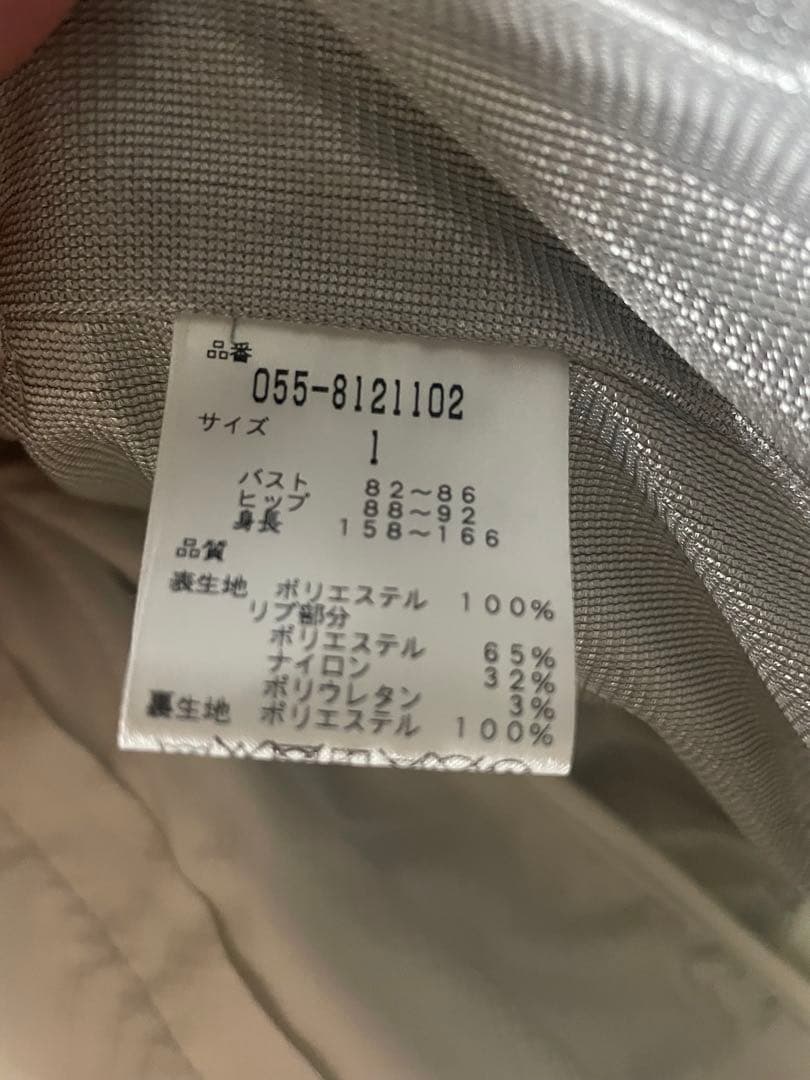 品番
055-8121102
サイズ
1
バスト 82～86
ヒップ 88～92
身長 158～166
品質
表生地 ポリエステル 100%
リブ部分
ポリエステル 65%
ナイロン 32%
ポリウレタン 3%
裏生地 ポリエステル 100%